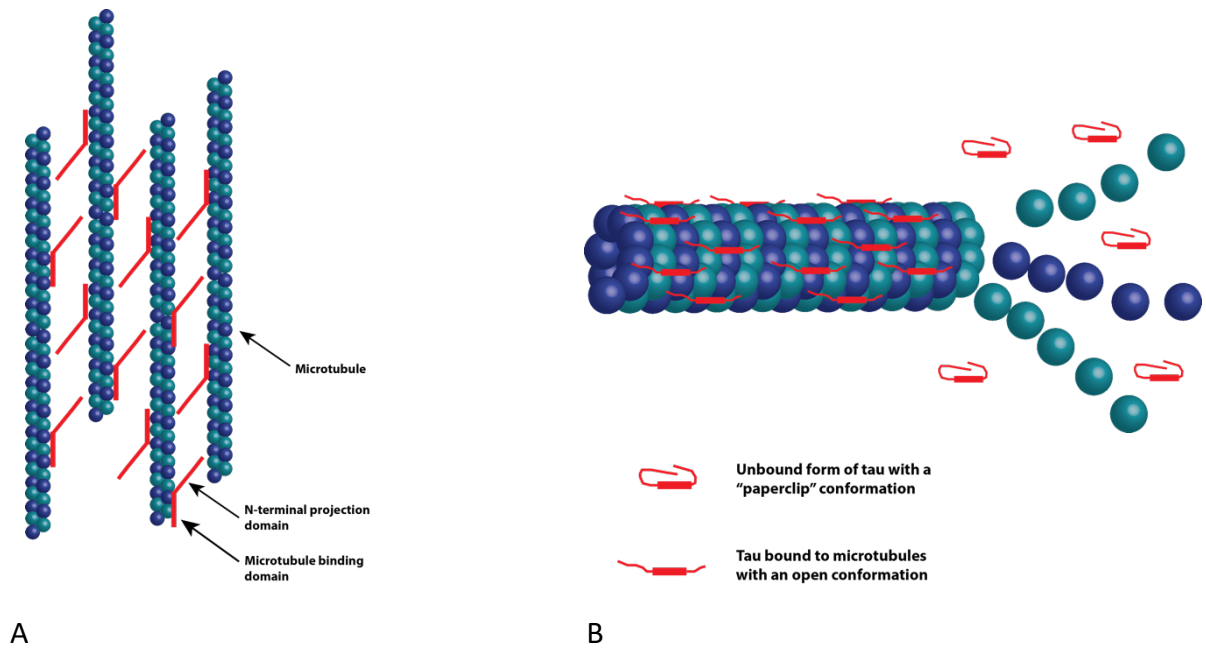 Microtubule
N-terminal projection
domain
Microtubule binding
domain
A
Unbound form of tau with a
“paperclip” conformation
Tau bound to microtubules
with an open conformation
B